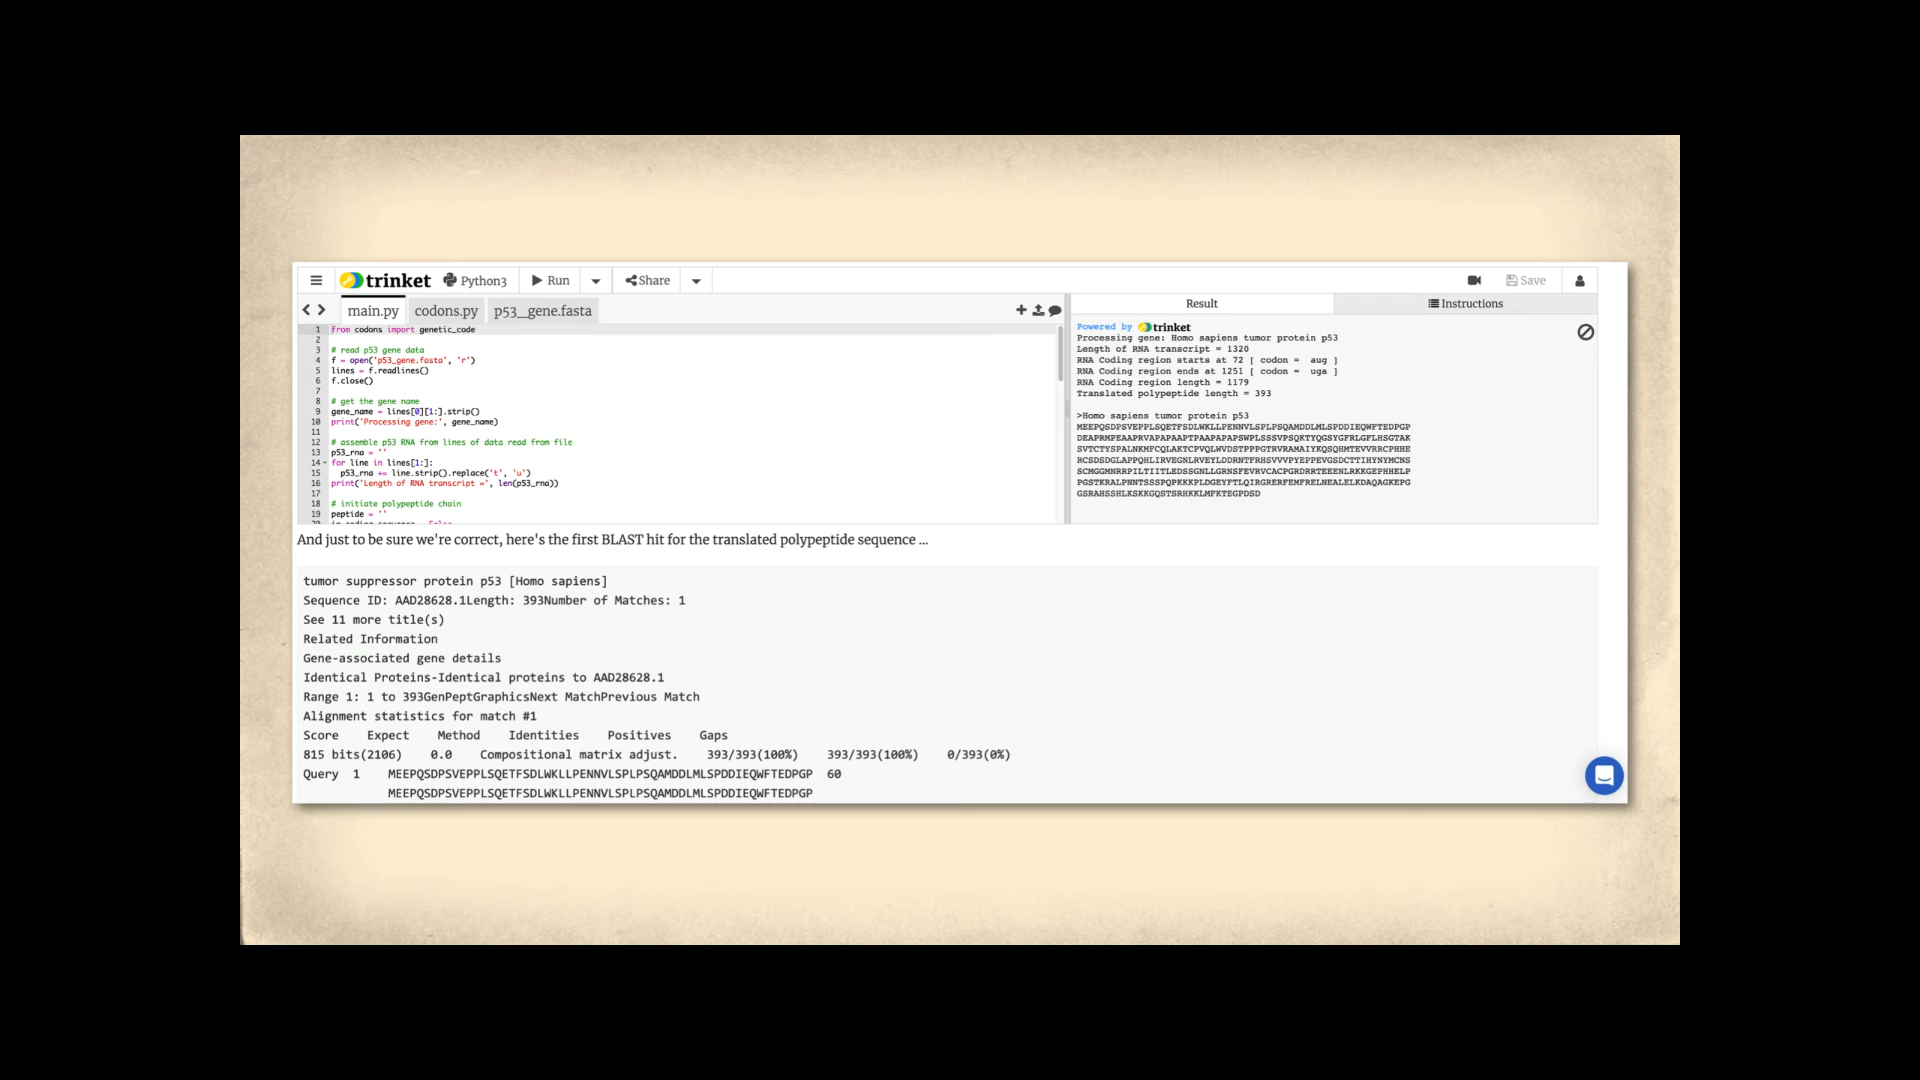 trinket Python3 Run Share Save
main.py codons.py p53_gene.fasta
1 from codons import genetic_code
2
3 # read p53 gene data
4 f = open('p53_gene.fasta', 'r')
5 lines = f.readlines()
6 f.close()
7
8 # get the gene name
9 gene_name = lines[0][1:].strip()
10 print('Processing gene:', gene_name)
11
12 # assemble p53 RNA from lines of data read from file
13 p53_rna = ''
14 for line in lines[1:]:
15 p53_rna += line.strip().replace('t', 'u')
16 print('Length of RNA transcript =', len(p53_rna))
17
18 # initiate polypeptide chain
19 peptide = ''
Result Instructions
Powered by trinket
Processing gene: Homo sapiens tumor protein p53
Length of RNA transcript = 1320
RNA Coding region starts at 72 [ codon = aug ]
RNA Coding region ends at 1251 [ codon = uga ]
RNA Coding region length = 1179
Translated polypeptide length = 393
>Homo sapiens tumor protein p53
MEEPQSDPSVEPPLSQETFSDLWKLLPENNVLSPLPSQAMDDLMLSPDDIEQWFTEDPGP
DEAPRMPEAAPRVAPAPAAPTPAAPAPAPSWPLSSSVPSQKTYQGSYGFRLGFLHSGTAK
SVTCTYSPALNKMFCQLAKTCPVQLWVDSTPPPGTRVRAMAIYKQSQHMTEVVRRCPHHE
RCSDSDGLAPPQHLIRVEGNLRVEYLDDRNTFRHSVVVPYEPPEVGSDCTTIHYNYMCNS
SCMGGMNRRPILTIITLEDSSGNLLGRNSFEVRVCACPGRDRRTEEENLRKKGEPHHELP
PGSTKRALPNNTSSSPQPKKKPLDGEYFTLQIRGRERFEMFRELNEALELKDAQAGKEPG
GSRAHSSHLKSKKGQSTSRHKKLMFKTEGPDSD
And just to be sure we're correct, here's the first BLAST hit for the translated polypeptide sequence ...
tumor suppressor protein p53 [Homo sapiens]
Sequence ID: AAD28628.1Length: 393Number of Matches: 1
See 11 more title(s)
Related Information
Gene-associated gene details
Identical Proteins-Identical proteins to AAD28628.1
Range 1: 1 to 393GenPeptGraphicsNext MatchPrevious Match
Alignment statistics for match #1
Score Expect Method Identities Positives Gaps
815 bits(2106) 0.0 Compositional matrix adjust. 393/393(100%) 393/393(100%) 0/393(0%)
Query 1 MEEPQSDPSVEPPLSQETFSDLWKLLPENNVLSPLPSQAMDDLMLSPDDIEQWFTEDPGP 60
MEEPQSDPSVEPPLSQETFSDLWKLLPENNVLSPLPSQAMDDLMLSPDDIEQWFTEDPGP